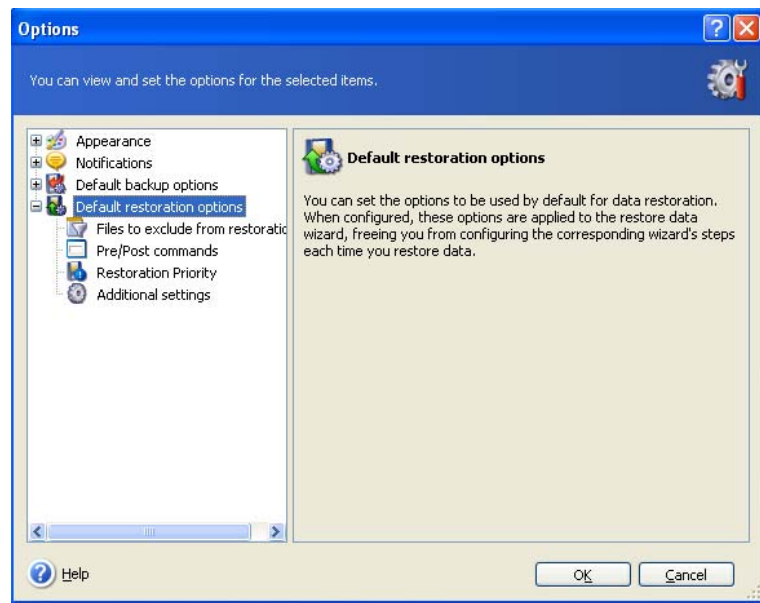 Options
You can view and set the options for the selected items.
Appearance
Notifications
Default backup options
Default restoration options
Files to exclude from restoratic
Pre/Post commands
Restoration Priority
Additional settings
Default restoration options
You can set the options to be used by default for data restoration.
When configured, these options are applied to the restore data
wizard, freeing you from configuring the corresponding wizard's steps
each time you restore data.
Help
OK
Cancel